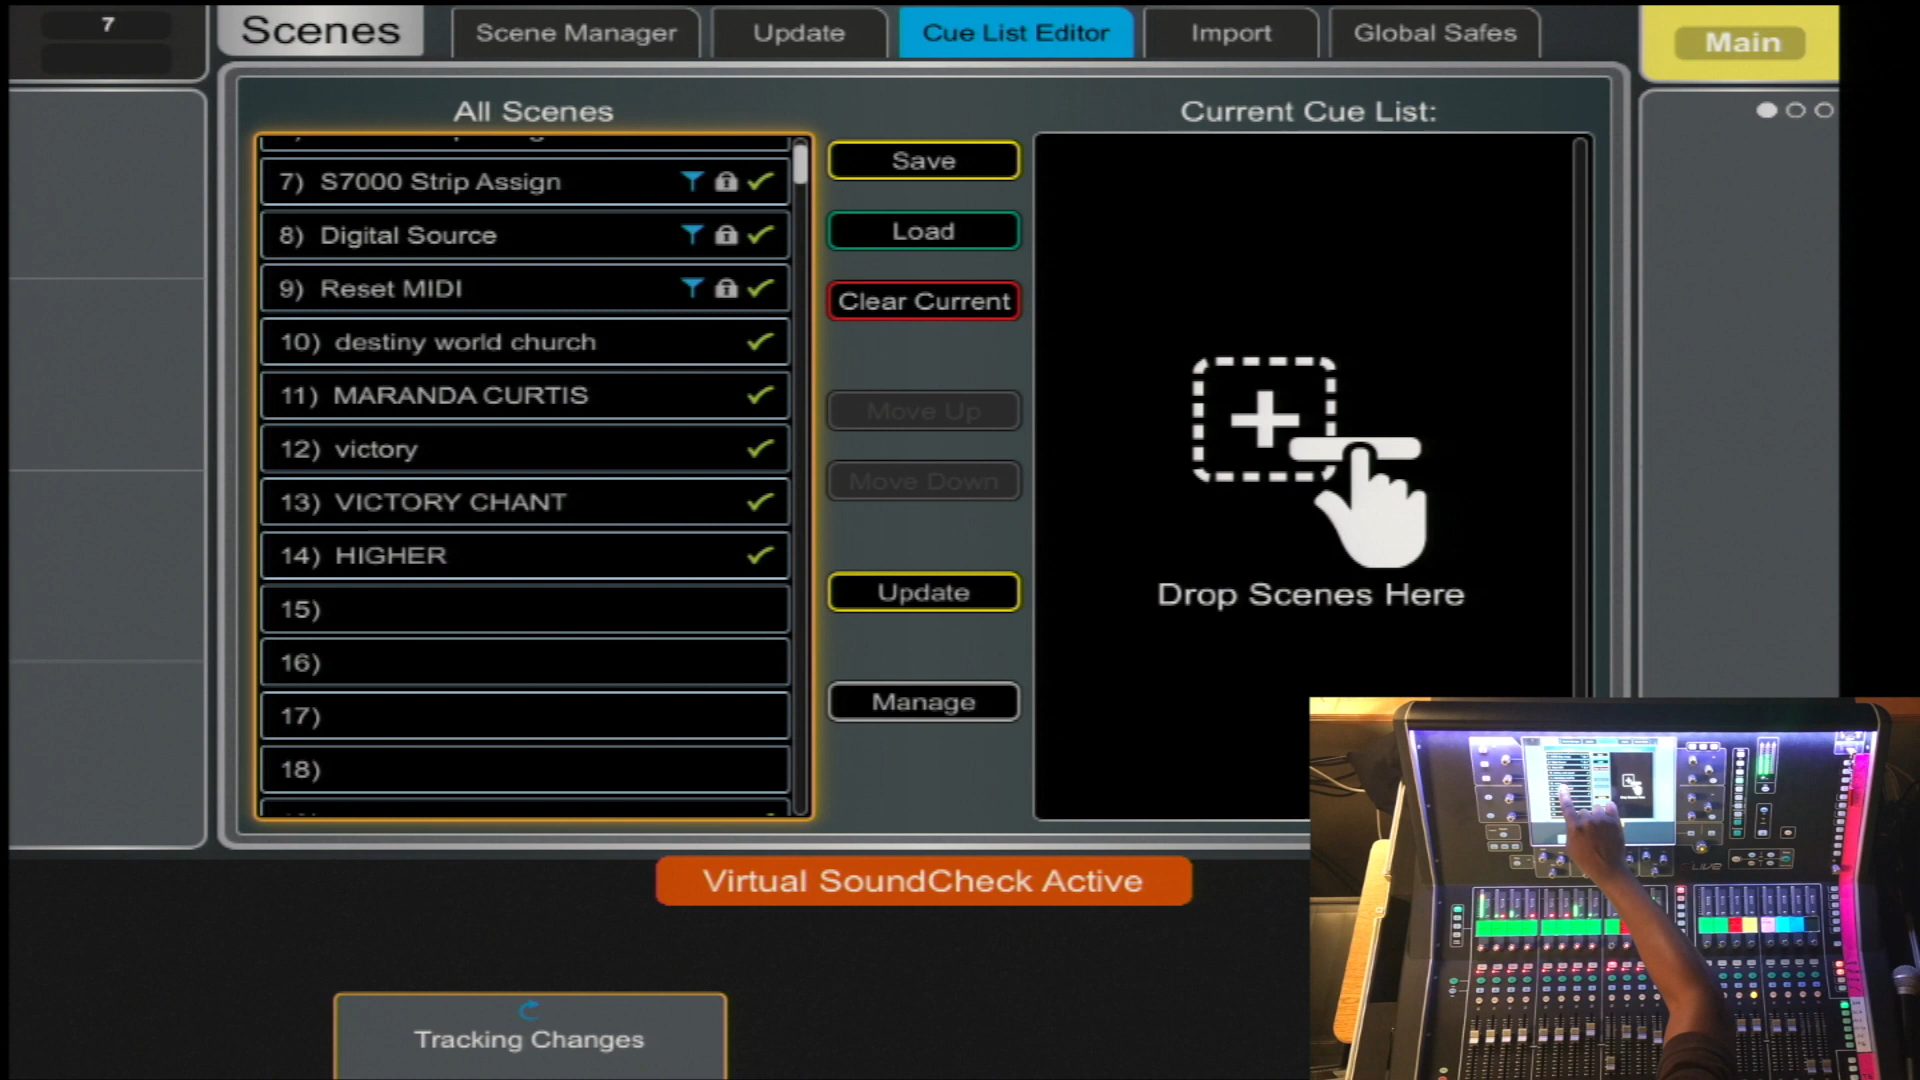 7
Scenes
Scene Manager
Update
Cue List Editor
Import
Global Safes
Main
All Scenes
Current Cue List:
7) S7000 Strip Assign
8) Digital Source
9) Reset MIDI
10) destiny world church
11) MARANDA CURTIS
12) victory
13) VICTORY CHANT
14) HIGHER
15)
16)
17)
18)
Save
Load
Clear Current
Move Up
Move Down
Update
Manage
Drop Scenes Here
Virtual SoundCheck Active
Tracking Changes
LIVE